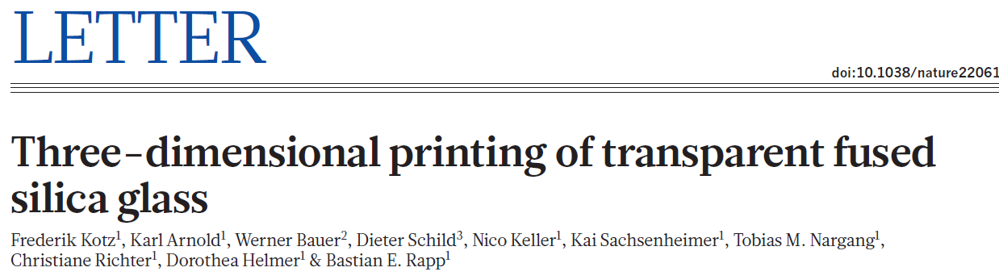 LETTER
doi:10.1038/nature22061
Three-dimensional printing of transparent fused
silica glass
Frederik Kotz¹, Karl Arnold¹, Werner Bauer², Dieter Schild³, Nico Keller¹, Kai Sachsenheimer¹, Tobias M. Nargang¹,
Christiane Richter¹, Dorothea Helmer¹ & Bastian E. Rapp¹